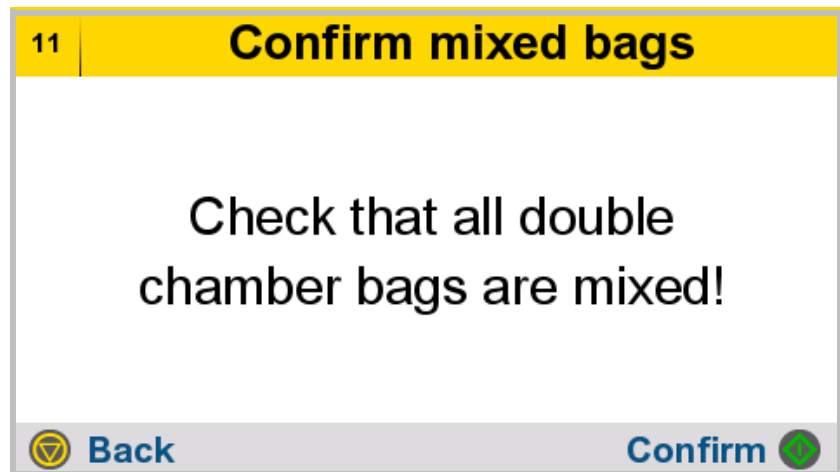 11 Confirm mixed bags
Check that all double
chamber bags are mixed!
Back Confirm